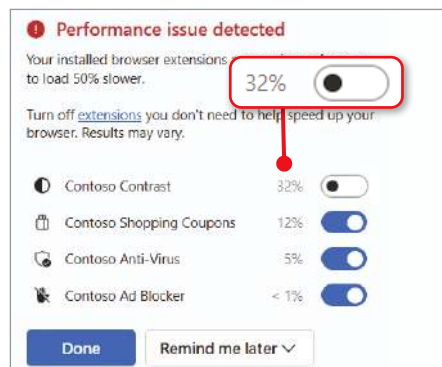 Performance issue detected
Your installed browser extensions
to load 50% slower.
32%
Turn off extensions you don't need to help speed up your
browser. Results may vary.
Contoso Contrast 32%
Contoso Shopping Coupons 12%
Contoso Anti-Virus 5%
Contoso Ad Blocker < 1%
Done Remind me later